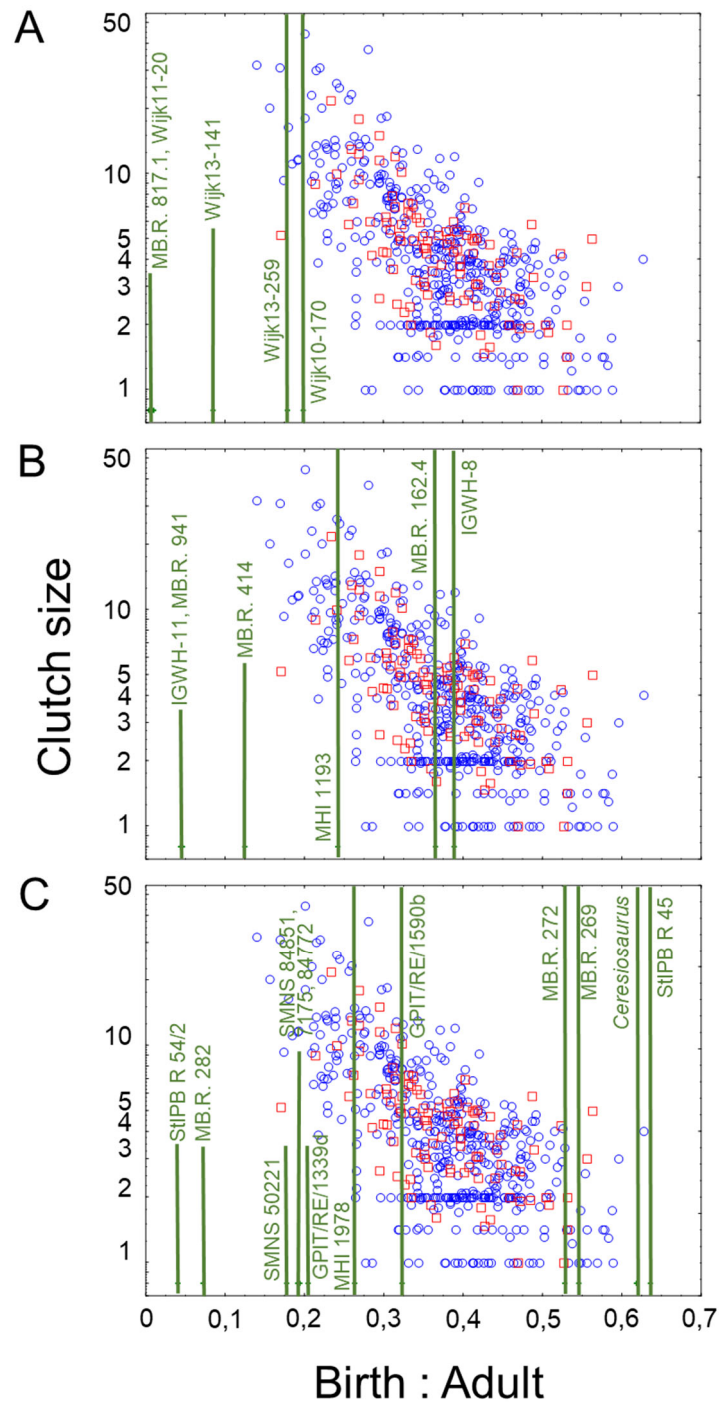 A
50
10
5
4
3
2
1
MB.R. 817.1, Wijk11-20
Wijk13-141
Wijk13-259
Wijk10-170
B
50
10
5
4
3
2
1
IGWH-11, MB.R. 941
MB.R. 414
MHI 1193
MB.R. 162.4
IGWH-8
Clutch size
C
50
10
5
4
3
2
1
StIPB R 54/2
MB.R. 282
SMNS 50221
SMNS 84851,
7175, 84772
GPIT/RE/1339d
MHI 1978
GPIT/RE/1590b
MB.R. 272
MB.R. 269
Ceresiosaurus
StIPB R 45
0 0,1 0,2 0,3 0,4 0,5 0,6 0,7
Birth : Adult